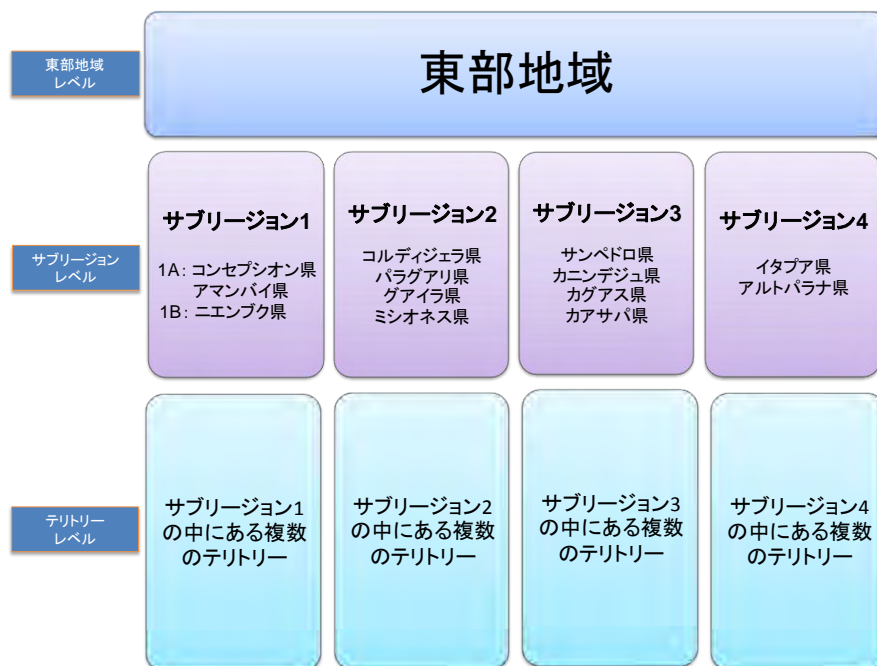 東部地域
レベル
東部地域
サブリージョン
レベル
サブリージョン1
1A: コンセプシオン県
アマンバイ県
1B: ニエンブク県
サブリージョン2
コルディジェラ県
パラグアリ県
グアイラ県
ミシオネス県
サブリージョン3
サンペドロ県
カニンデジュ県
カグアス県
カアサパ県
サブリージョン4
イタプア県
アルトパラナ県
テリトリー
レベル
サブリージョン1
の中にある複数
のテリトリー
サブリージョン2
の中にある複数
のテリトリー
サブリージョン3
の中にある複数
のテリトリー
サブリージョン4
の中にある複数
のテリトリー